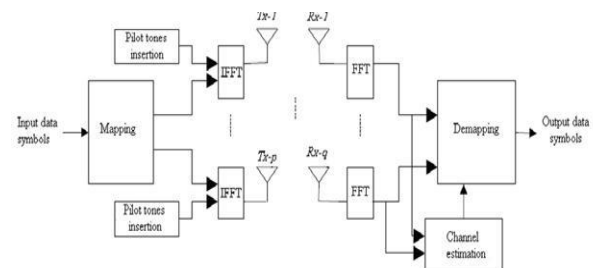 Tx-1
Rx-1
Pilot tones
insertion
IFFT
FFT
Input data
symbols
Mapping
Demapping
Output data
symbols
Tx-p
Rx-q
IFFT
FFT
Pilot tones
insertion
Channel
estimation